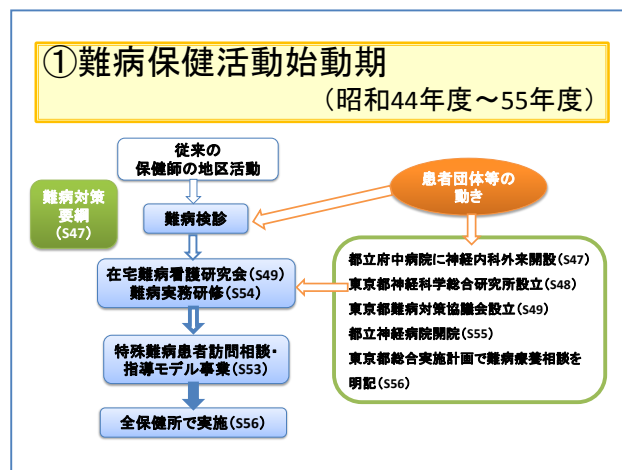 ①難病保健活動始動期
（昭和44年度～55年度）
従来の
保健師の地区活動
難病対策
要綱
（S47）
難病検診
患者団体等の
動き
在宅難病看護研究会（S49）
難病実務研修（S54）
特殊難病患者訪問相談・
指導モデル事業（S53）
全保健所で実施（S56）
都立府中病院に神経内科外来開設（S47）
東京都神経科学総合研究所設立（S48）
東京都難病対策協議会設立（S49）
都立神経病院開院（S55）
東京都総合実施計画で難病療養相談を
明記（S56）